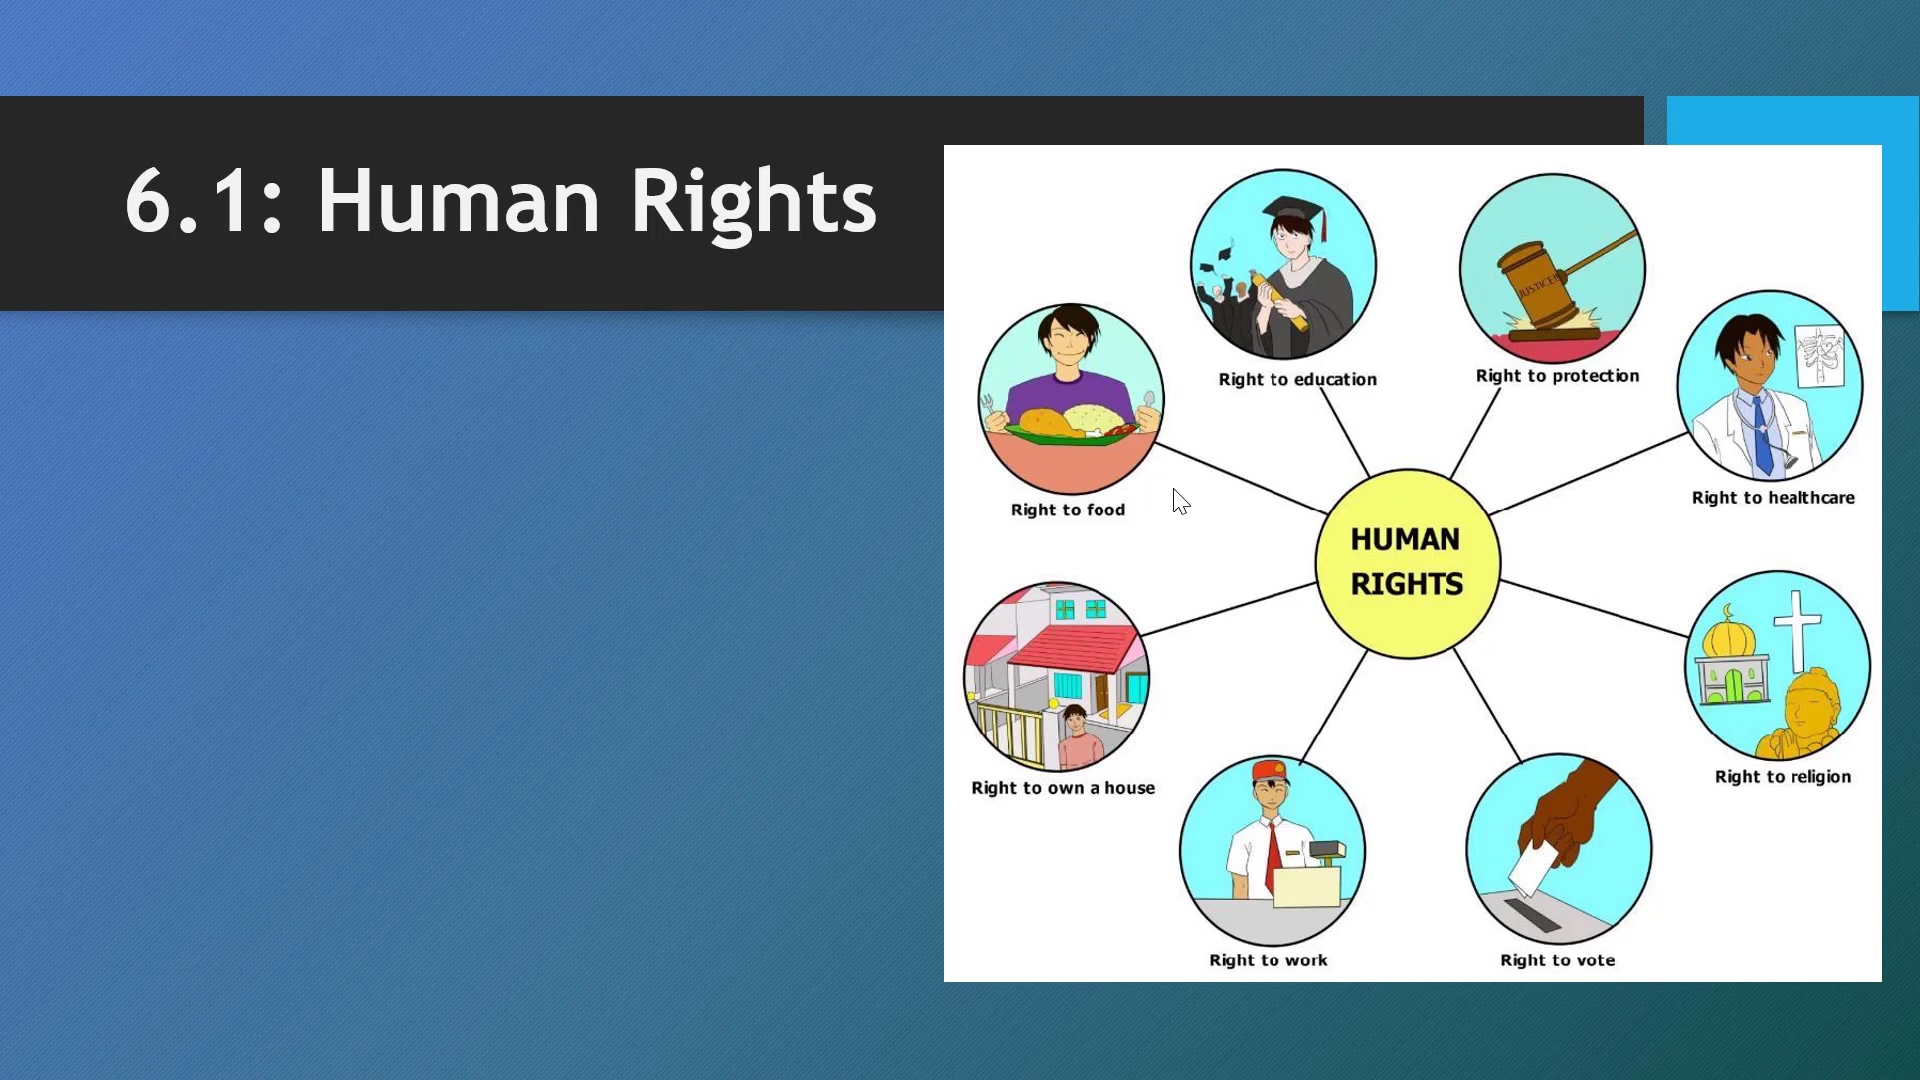 6.1: Human Rights
Right to education
Right to protection
JUSTICE!
Right to food
Right to healthcare
HUMAN
RIGHTS
Right to own a house
Right to religion
Right to work
Right to vote